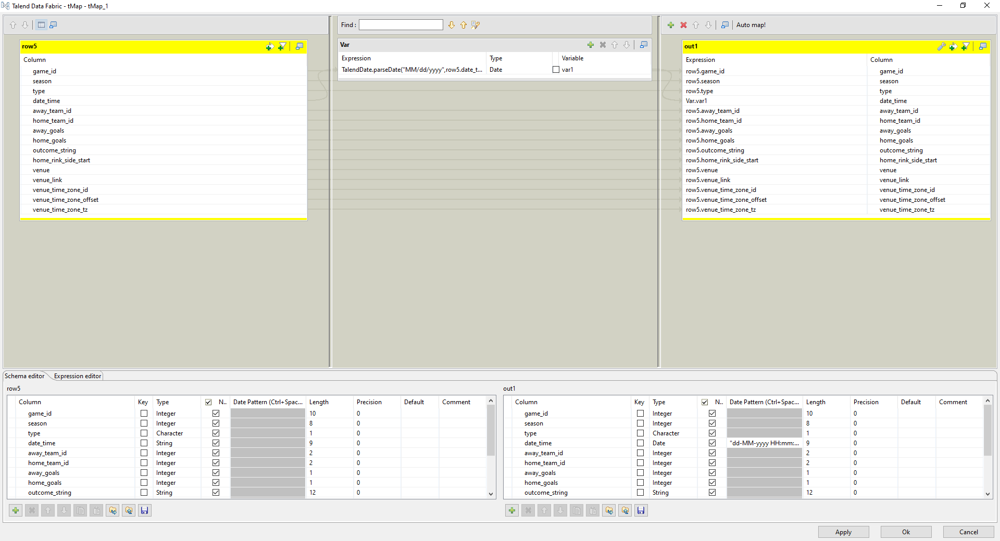 Talend Data Fabric - tMap - tMap_1
Find :
Auto map!
row5
Column
game_id
season
type
date_time
away_team_id
home_team_id
away_goals
home_goals
outcome_string
home_rink_side_start
venue
venue_link
venue_time_zone_id
venue_time_zone_offset
venue_time_zone_tz
Var
Expression Type Variable
TalendDate.parseDate("MM/dd/yyyy",row5.date_t... Date var1
out1
Expression Column
row5.game_id game_id
row5.season season
row5.type type
Var.var1 date_time
row5.away_team_id away_team_id
row5.home_team_id home_team_id
row5.away_goals away_goals
row5.home_goals home_goals
row5.outcome_string outcome_string
row5.home_rink_side_start home_rink_side_start
row5.venue venue
row5.venue_link venue_link
row5.venue_time_zone_id venue_time_zone_id
row5.venue_time_zone_offset venue_time_zone_offset
row5.venue_time_zone_tz venue_time_zone_tz
Schema editor Expression editor
row5
Column Key Type N.. Date Pattern (Ctrl+Spac... Length Precision Default Comment
game_id Integer 10 0
season Integer 8 0
type Character 1 0
date_time String 9 0
away_team_id Integer 2 0
home_team_id Integer 2 0
away_goals Integer 1 0
home_goals Integer 1 0
outcome_string String 12 0
out1
Column Key Type N.. Date Pattern (Ctrl+Spac... Length Precision Default Comment
game_id Integer 10 0
season Integer 8 0
type Character 1 0
date_time Date "dd-MM-yyyy HH:mm:... 9 0
away_team_id Integer 2 0
home_team_id Integer 2 0
away_goals Integer 1 0
home_goals Integer 1 0
outcome_string String 12 0
Apply Ok Cancel